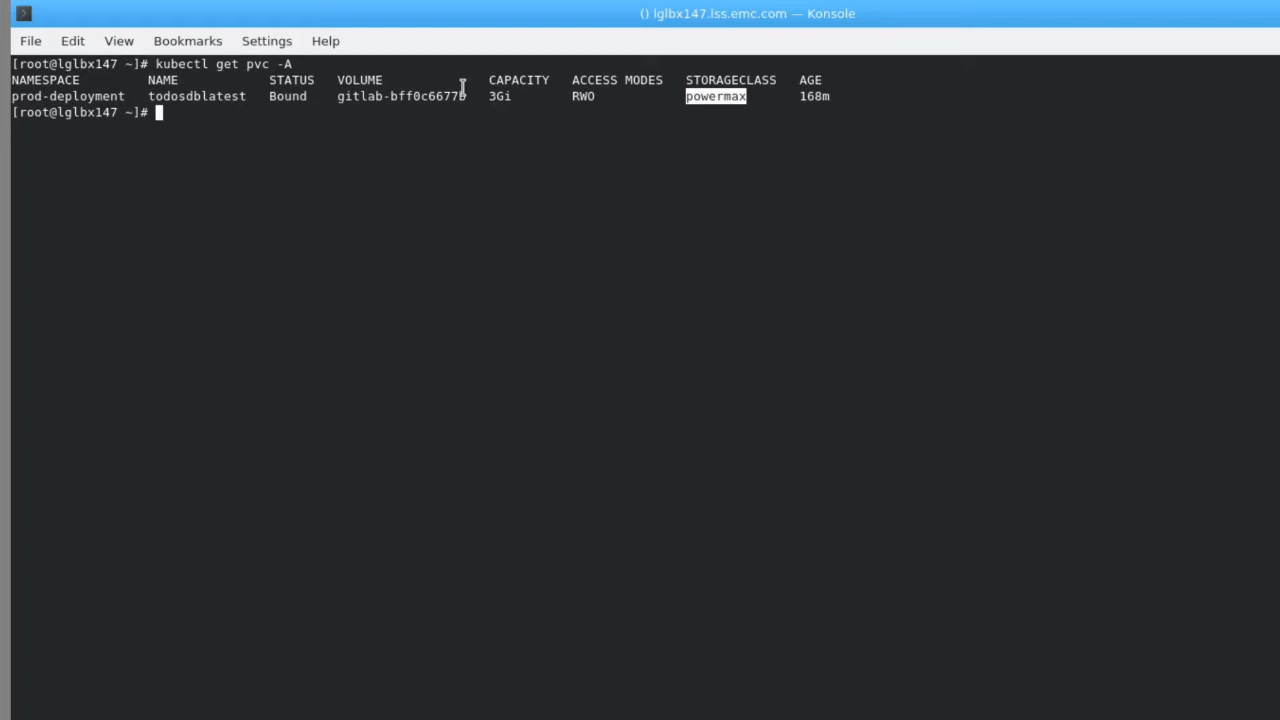 () lglbx147.lss.emc.com — Konsole
File Edit View Bookmarks Settings Help
[root@lglbx147 ~]# kubectl get pvc -A
NAMESPACE NAME STATUS VOLUME CAPACITY ACCESS MODES STORAGECLASS AGE
prod-deployment todosdblatest Bound gitlab-bff0c6677b 3Gi RWO powermax 168m
[root@lglbx147 ~]#